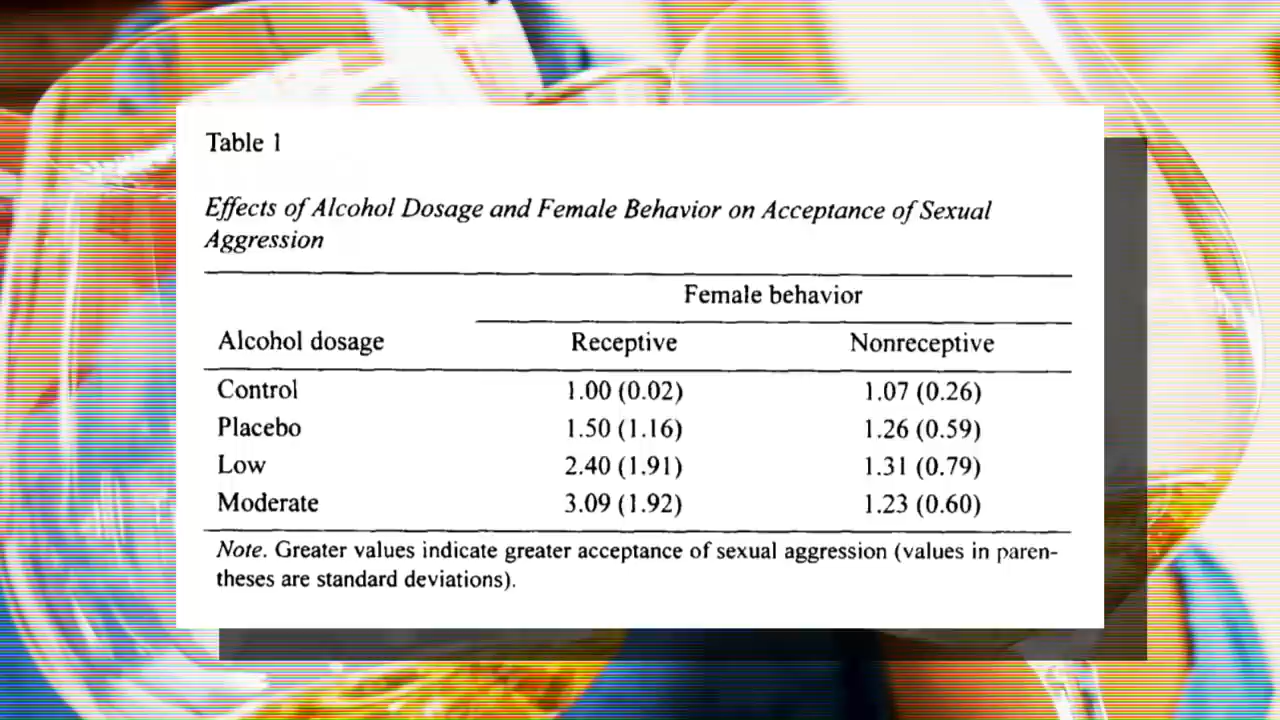 Table 1
Effects of Alcohol Dosage and Female Behavior on Acceptance of Sexual
Aggression
Female behavior
Alcohol dosage Receptive Nonreceptive
Control 1.00 (0.02) 1.07 (0.26)
Placebo 1.50 (1.16) .26 (0.59)
Low 2.40 (1.91) 1.31 (0.79)
Moderate 3.09 (1.92) 1.23 (0.60)
Note. Greater values indicate greater acceptance of sexual aggression (values in paren-
theses are standard deviations).